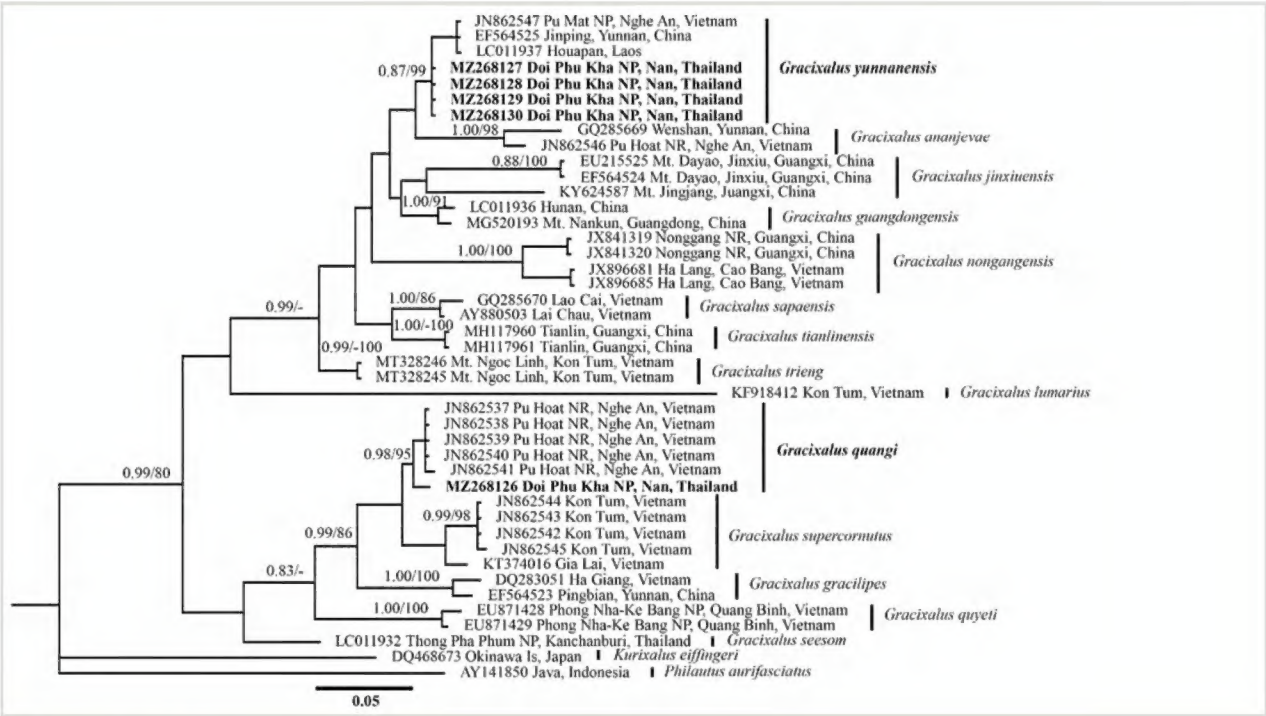 JN862547 Pu Mat NP, Nghe An, Vietnam
EF564525 Jinping, Yunnan, China
LC011937 Houapan, Laos
0.87/99
MZ268127 Doi Phu Kha NP, Nan, Thailand
Gracixalus yunnanensis
MZ268128 Doi Phu Kha NP, Nan, Thailand
MZ268129 Doi Phu Kha NP, Nan, Thailand
MZ268130 Doi Phu Kha NP, Nan, Thailand
1.00/98
GQ285669 Wenshan, Yunnan, China
Gracixalus ananjevae
JN862546 Pu Hoat NR, Nghe An, Vietnam
0.88/100
EU215525 Mt. Dayao, Jinxiu, Guangxi, China
EF564524 Mt. Dayao, Jinxiu, Guangxi, China
Gracixalus jinxiuensis
KY624587 Mt. Jingjang, Juangxi, China
1.00/91
LC011936 Hunan, China
Gracixalus guangdongensis
MG520193 Mt. Nankun, Guangdong, China
JX841319 Nonggang NR, Guangxi, China
1.00/100
JX841320 Nonggang NR, Guangxi, China
Gracixalus nongangensis
JX896681 Ha Lang, Cao Bang, Vietnam
JX896685 Ha Lang, Cao Bang, Vietnam
0.99/-
1.00/86
GQ285670 Lao Cai, Vietnam
Gracixalus sapaensis
AY880503 Lai Chau, Vietnam
1.00/-100
MH117960 Tianlin, Guangxi, China
Gracixalus tianlinensis
MH117961 Tianlin, Guangxi, China
0.99/-100
MT328246 Mt. Ngoc Linh, Kon Tum, Vietnam
Gracixalus trieng
MT328245 Mt. Ngoc Linh, Kon Tum, Vietnam
KF918412 Kon Tum, Vietnam
Gracixalus lumarius
JN862537 Pu Hoat NR, Nghe An, Vietnam
JN862538 Pu Hoat NR, Nghe An, Vietnam
JN862539 Pu Hoat NR, Nghe An, Vietnam
0.98/95
JN862540 Pu Hoat NR, Nghe An, Vietnam
Gracixalus quangi
JN862541 Pu Hoat NR, Nghe An, Vietnam
0.99/80
MZ268126 Doi Phu Kha NP, Nan, Thailand
JN862544 Kon Tum, Vietnam
0.99/98
JN862543 Kon Tum, Vietnam
0.99/86
JN862542 Kon Tum, Vietnam
Gracixalus supercornutus
JN862545 Kon Tum, Vietnam
KT374016 Gia Lai, Vietnam
0.83/-
1.00/100
DQ283051 Ha Giang, Vietnam
Gracixalus gracilipes
EF564523 Pingbian, Yunnan, China
1.00/100
EU871428 Phong Nha-Ke Bang NP, Quang Binh, Vietnam
Gracixalus quyeti
EU871429 Phong Nha-Ke Bang NP, Quang Binh, Vietnam
LC011932 Thong Pha Phum NP, Kanchanburi, Thailand
Gracixalus seesom
DQ468673 Okinawa Is, Japan
Kurixalus eiffingeri
AY141850 Java, Indonesia
Philautus aurifasciatus
0.05